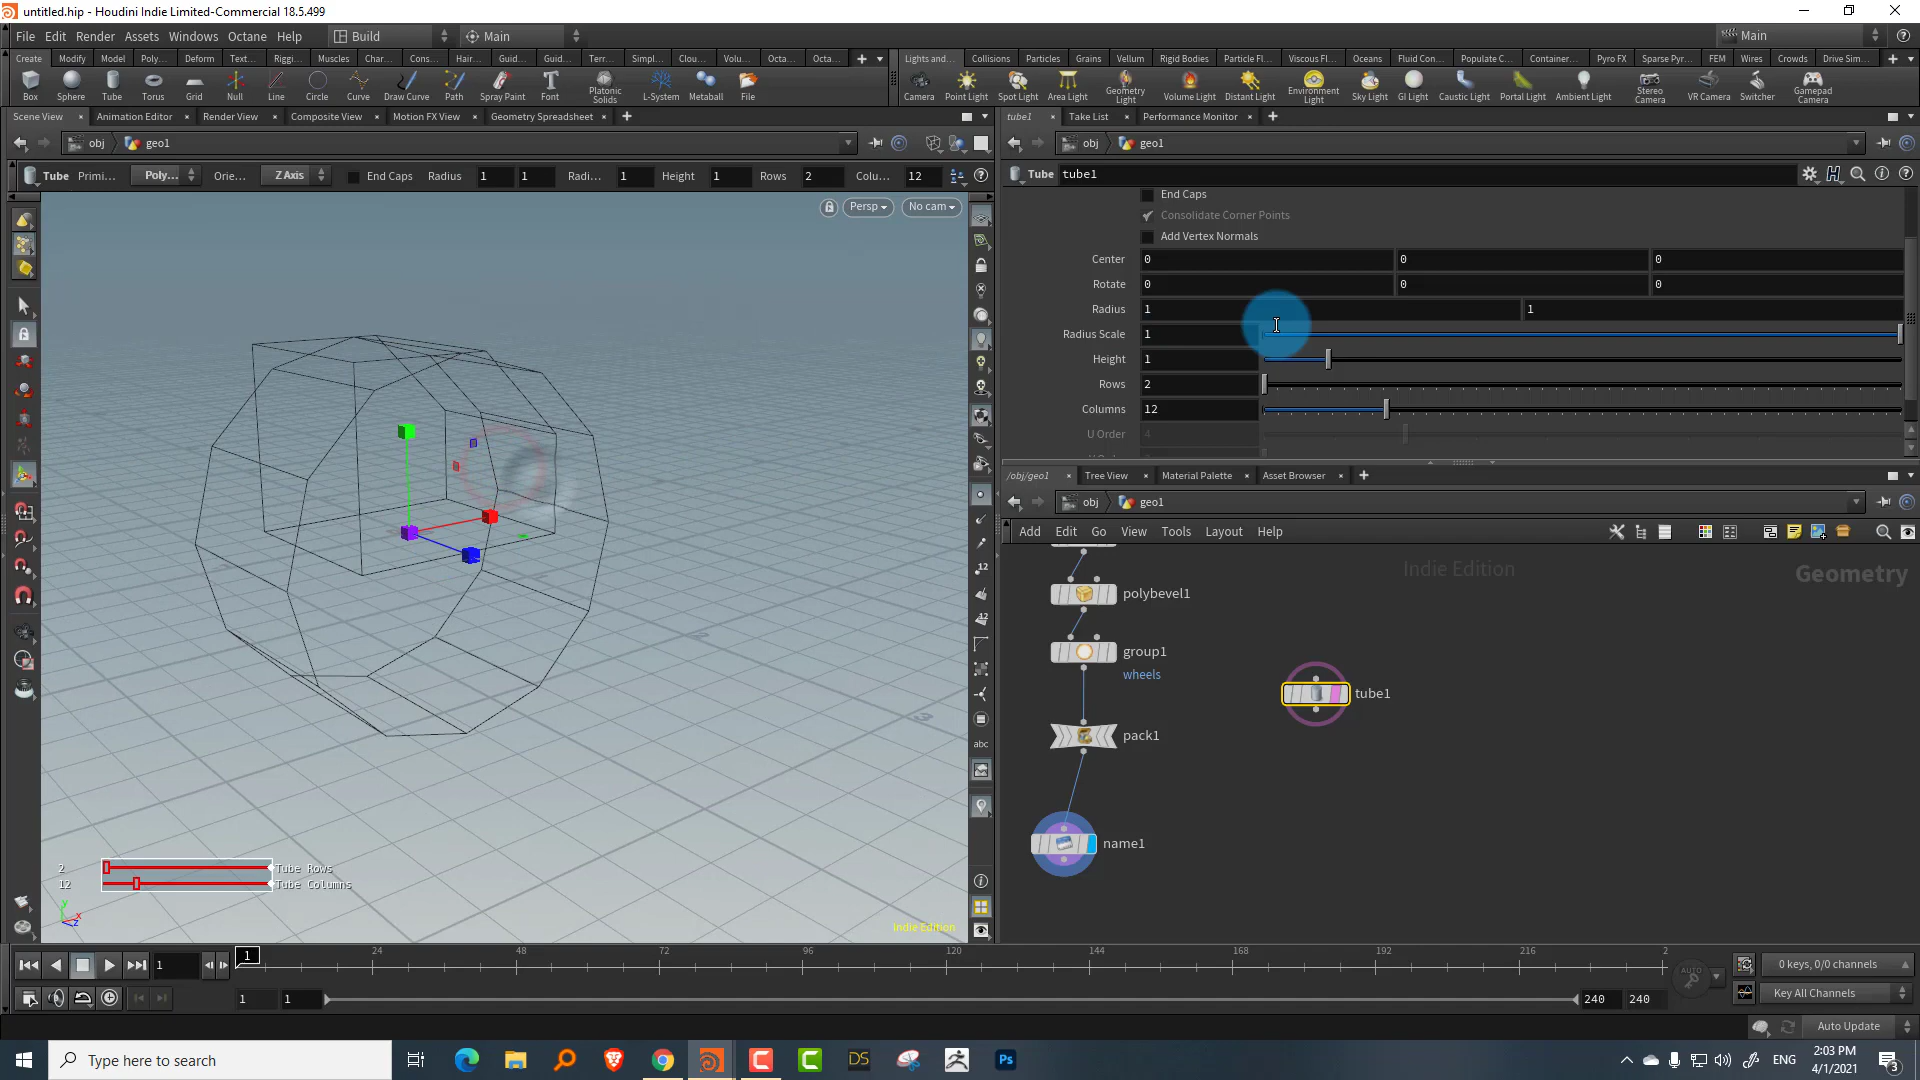 untitled.hip - Houdini Indie Limited-Commercial 18.5.499
File Edit Render Assets Windows Octane Help Build Main Main
Create Modify Model Poly... Deform Text... Riggi... Muscles Char... Cons... Hair... Guid... Guid... Terr... Simpl... Clou... Volu... Octa... Octa... Lights and... Collisions Particles Grains Vellum Rigid Bodies Particle Fl... Viscous Fl... Oceans Fluid Con... Populate C... Container... Pyro FX Sparse Pyr... FEM Wires Crowds Drive Sim...
Box Sphere Tube Torus Grid Null Line Circle Curve Draw Curve Path Spray Paint Font Platonic Solids L-System Metaball File Camera Point Light Spot Light Area Light Geometry Light Volume Light Distant Light Environment Light Sky Light GI Light Caustic Light Portal Light Ambient Light Stereo Camera VR Camera Switcher Gamepad Camera
Scene View Animation Editor Render View Composite View Motion FX View Geometry Spreadsheet
obj geo1
Tube Primi... Poly... Orie... Z Axis End Caps Radius 1 1 Radi... 1 Height 1 Rows 2 Colu... 12
Persp No cam
abc
2 Tube Rows
12 Tube Columns
y
x
z
Indie Edition
tube1 Take List Performance Monitor
obj geo1
Tube tube1
End Caps
Consolidate Corner Points
Add Vertex Normals
Center 0 0 0
Rotate 0 0 0
Radius 1 1
Radius Scale 1
Height 1
Rows 2
Columns 12
U Order 4
/obj/geo1 Tree View Material Palette Asset Browser
obj geo1
Add Edit Go View Tools Layout Help
Indie Edition
Geometry
polybevel1
group1
wheels
tube1
pack1
name1
1 1 24 48 72 96 120 144 168 192 216 2
AUTO
0 keys, 0/0 channels
1 1 240 240
Key All Channels
Auto Update
Type here to search
DS
Ps
ENG
2:03 PM
4/1/2021
3